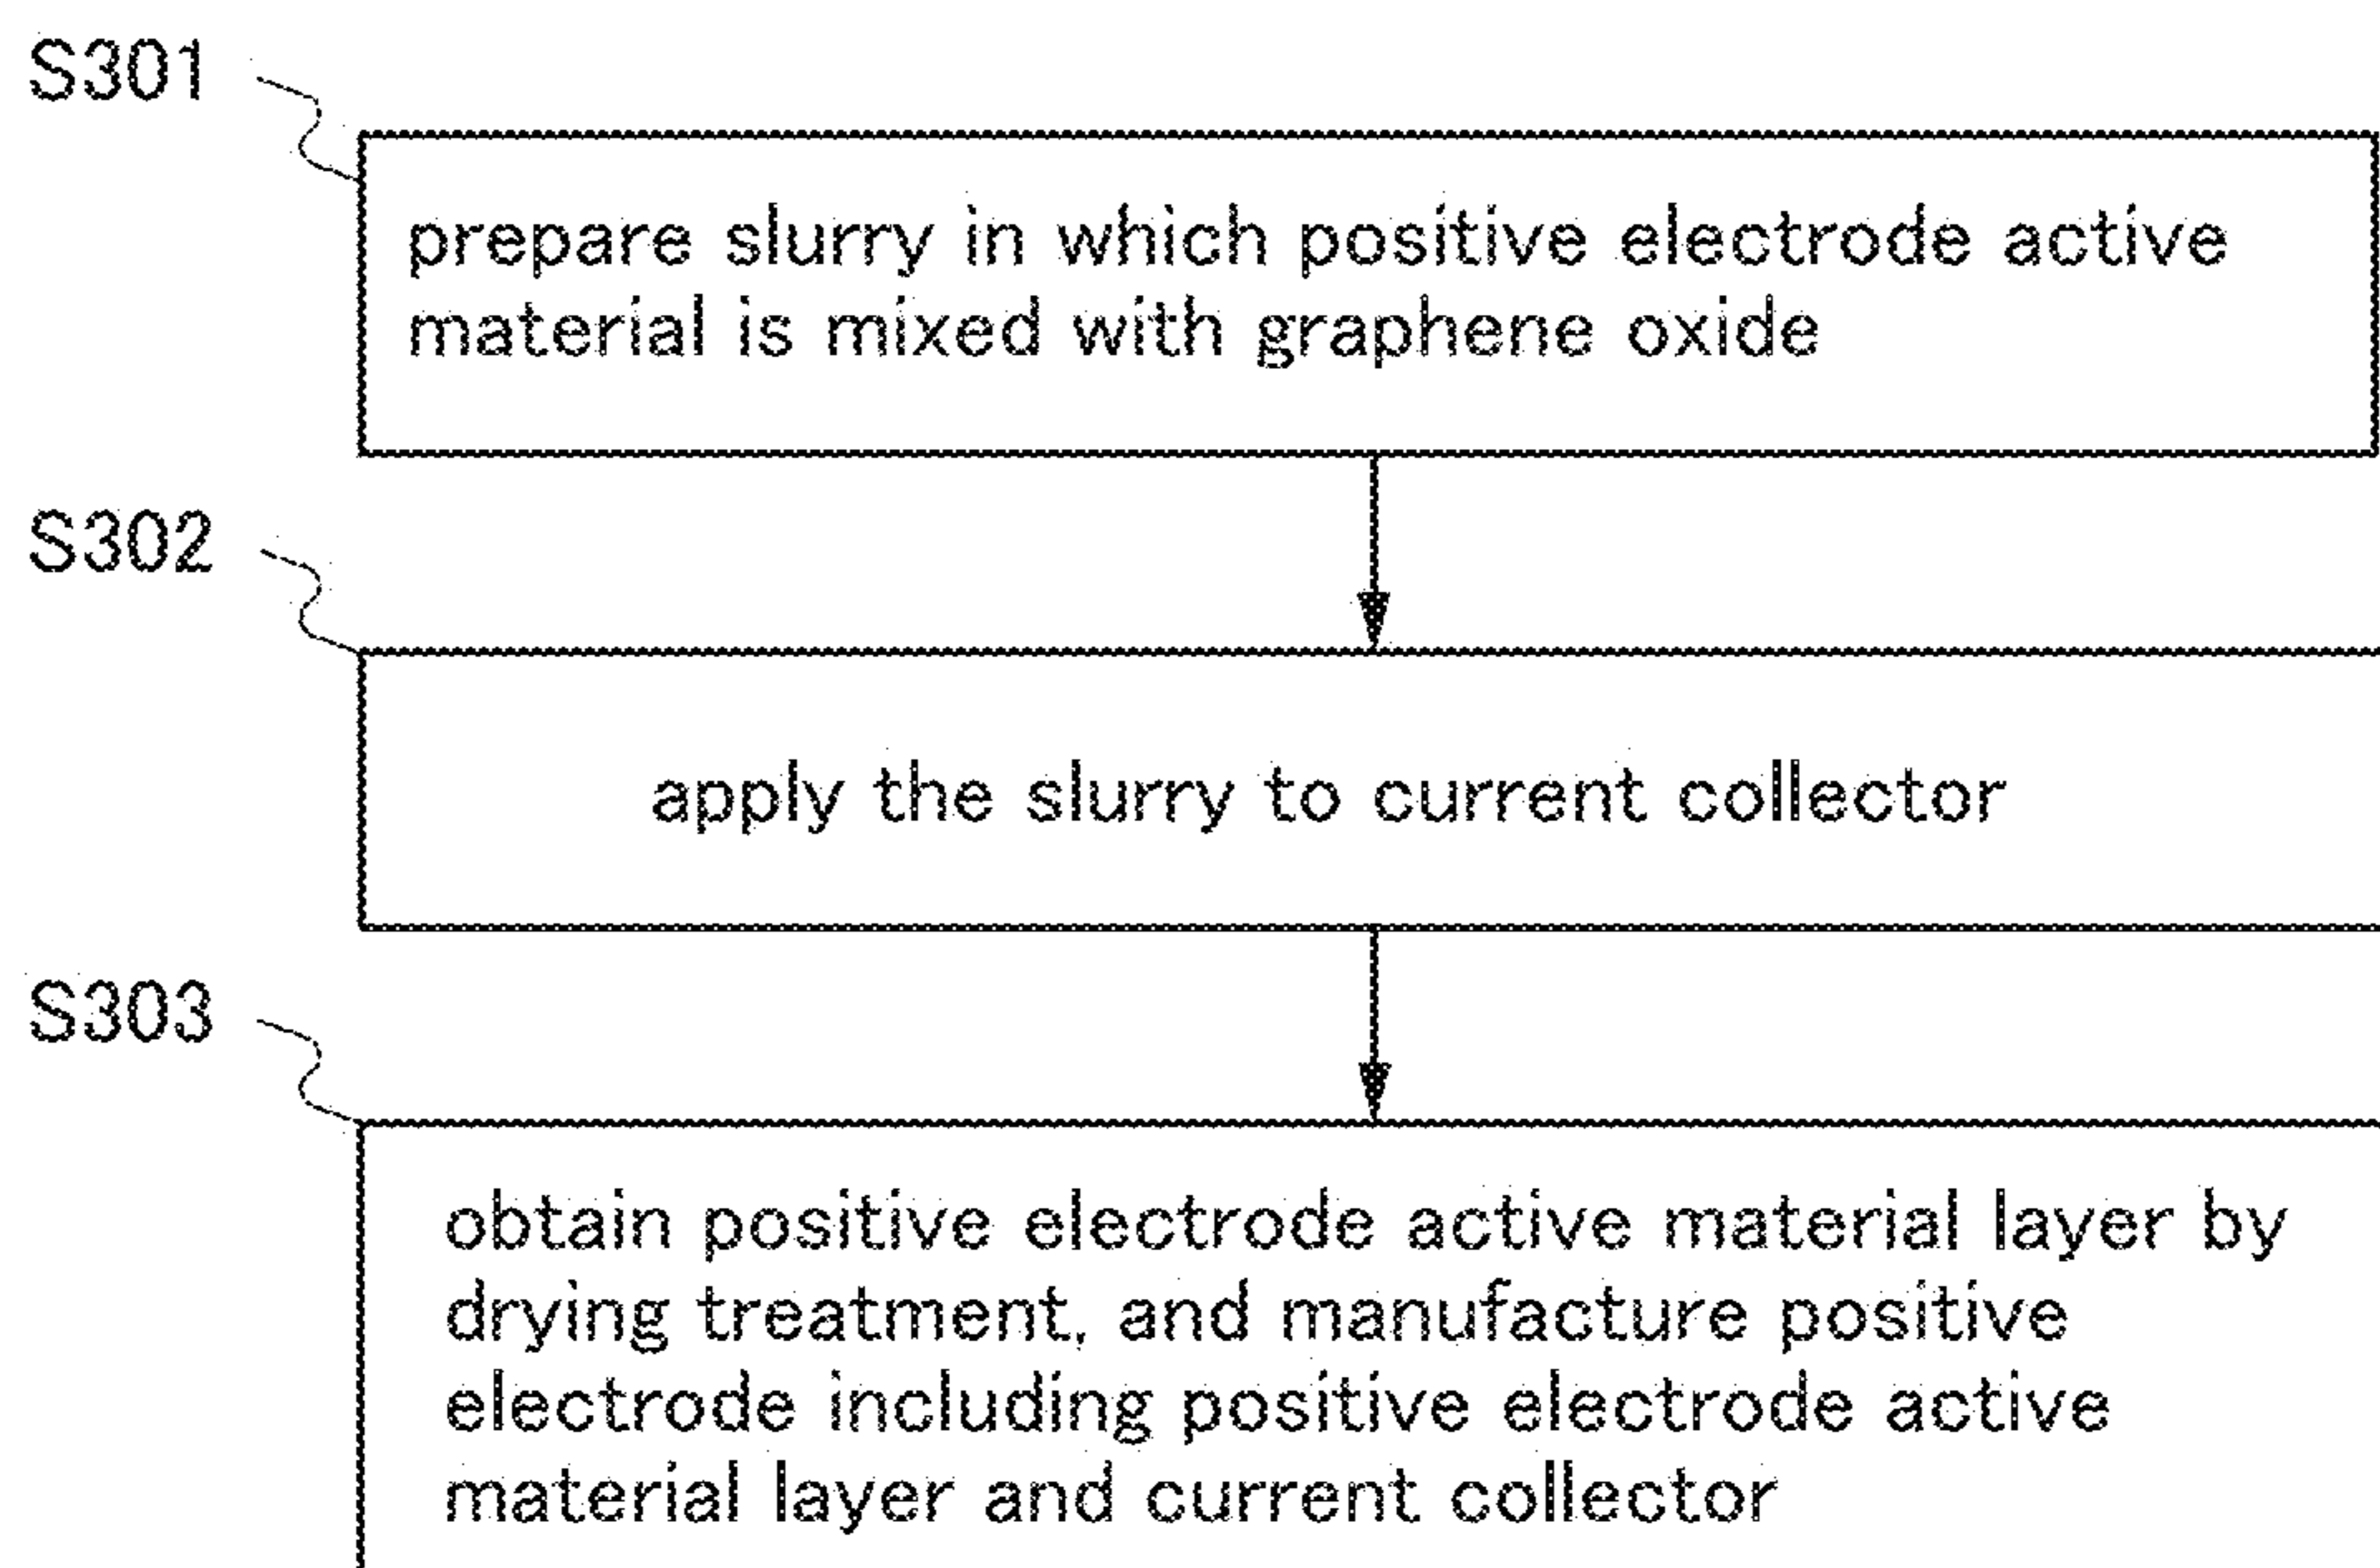 S301
prepare slurry in which positive electrode active
material is mixed with graphene oxide
S302
apply the slurry to current collector
S303
obtain positive electrode active material layer by
drying treatment, and manufacture positive
electrode including positive electrode active
material layer and current collector